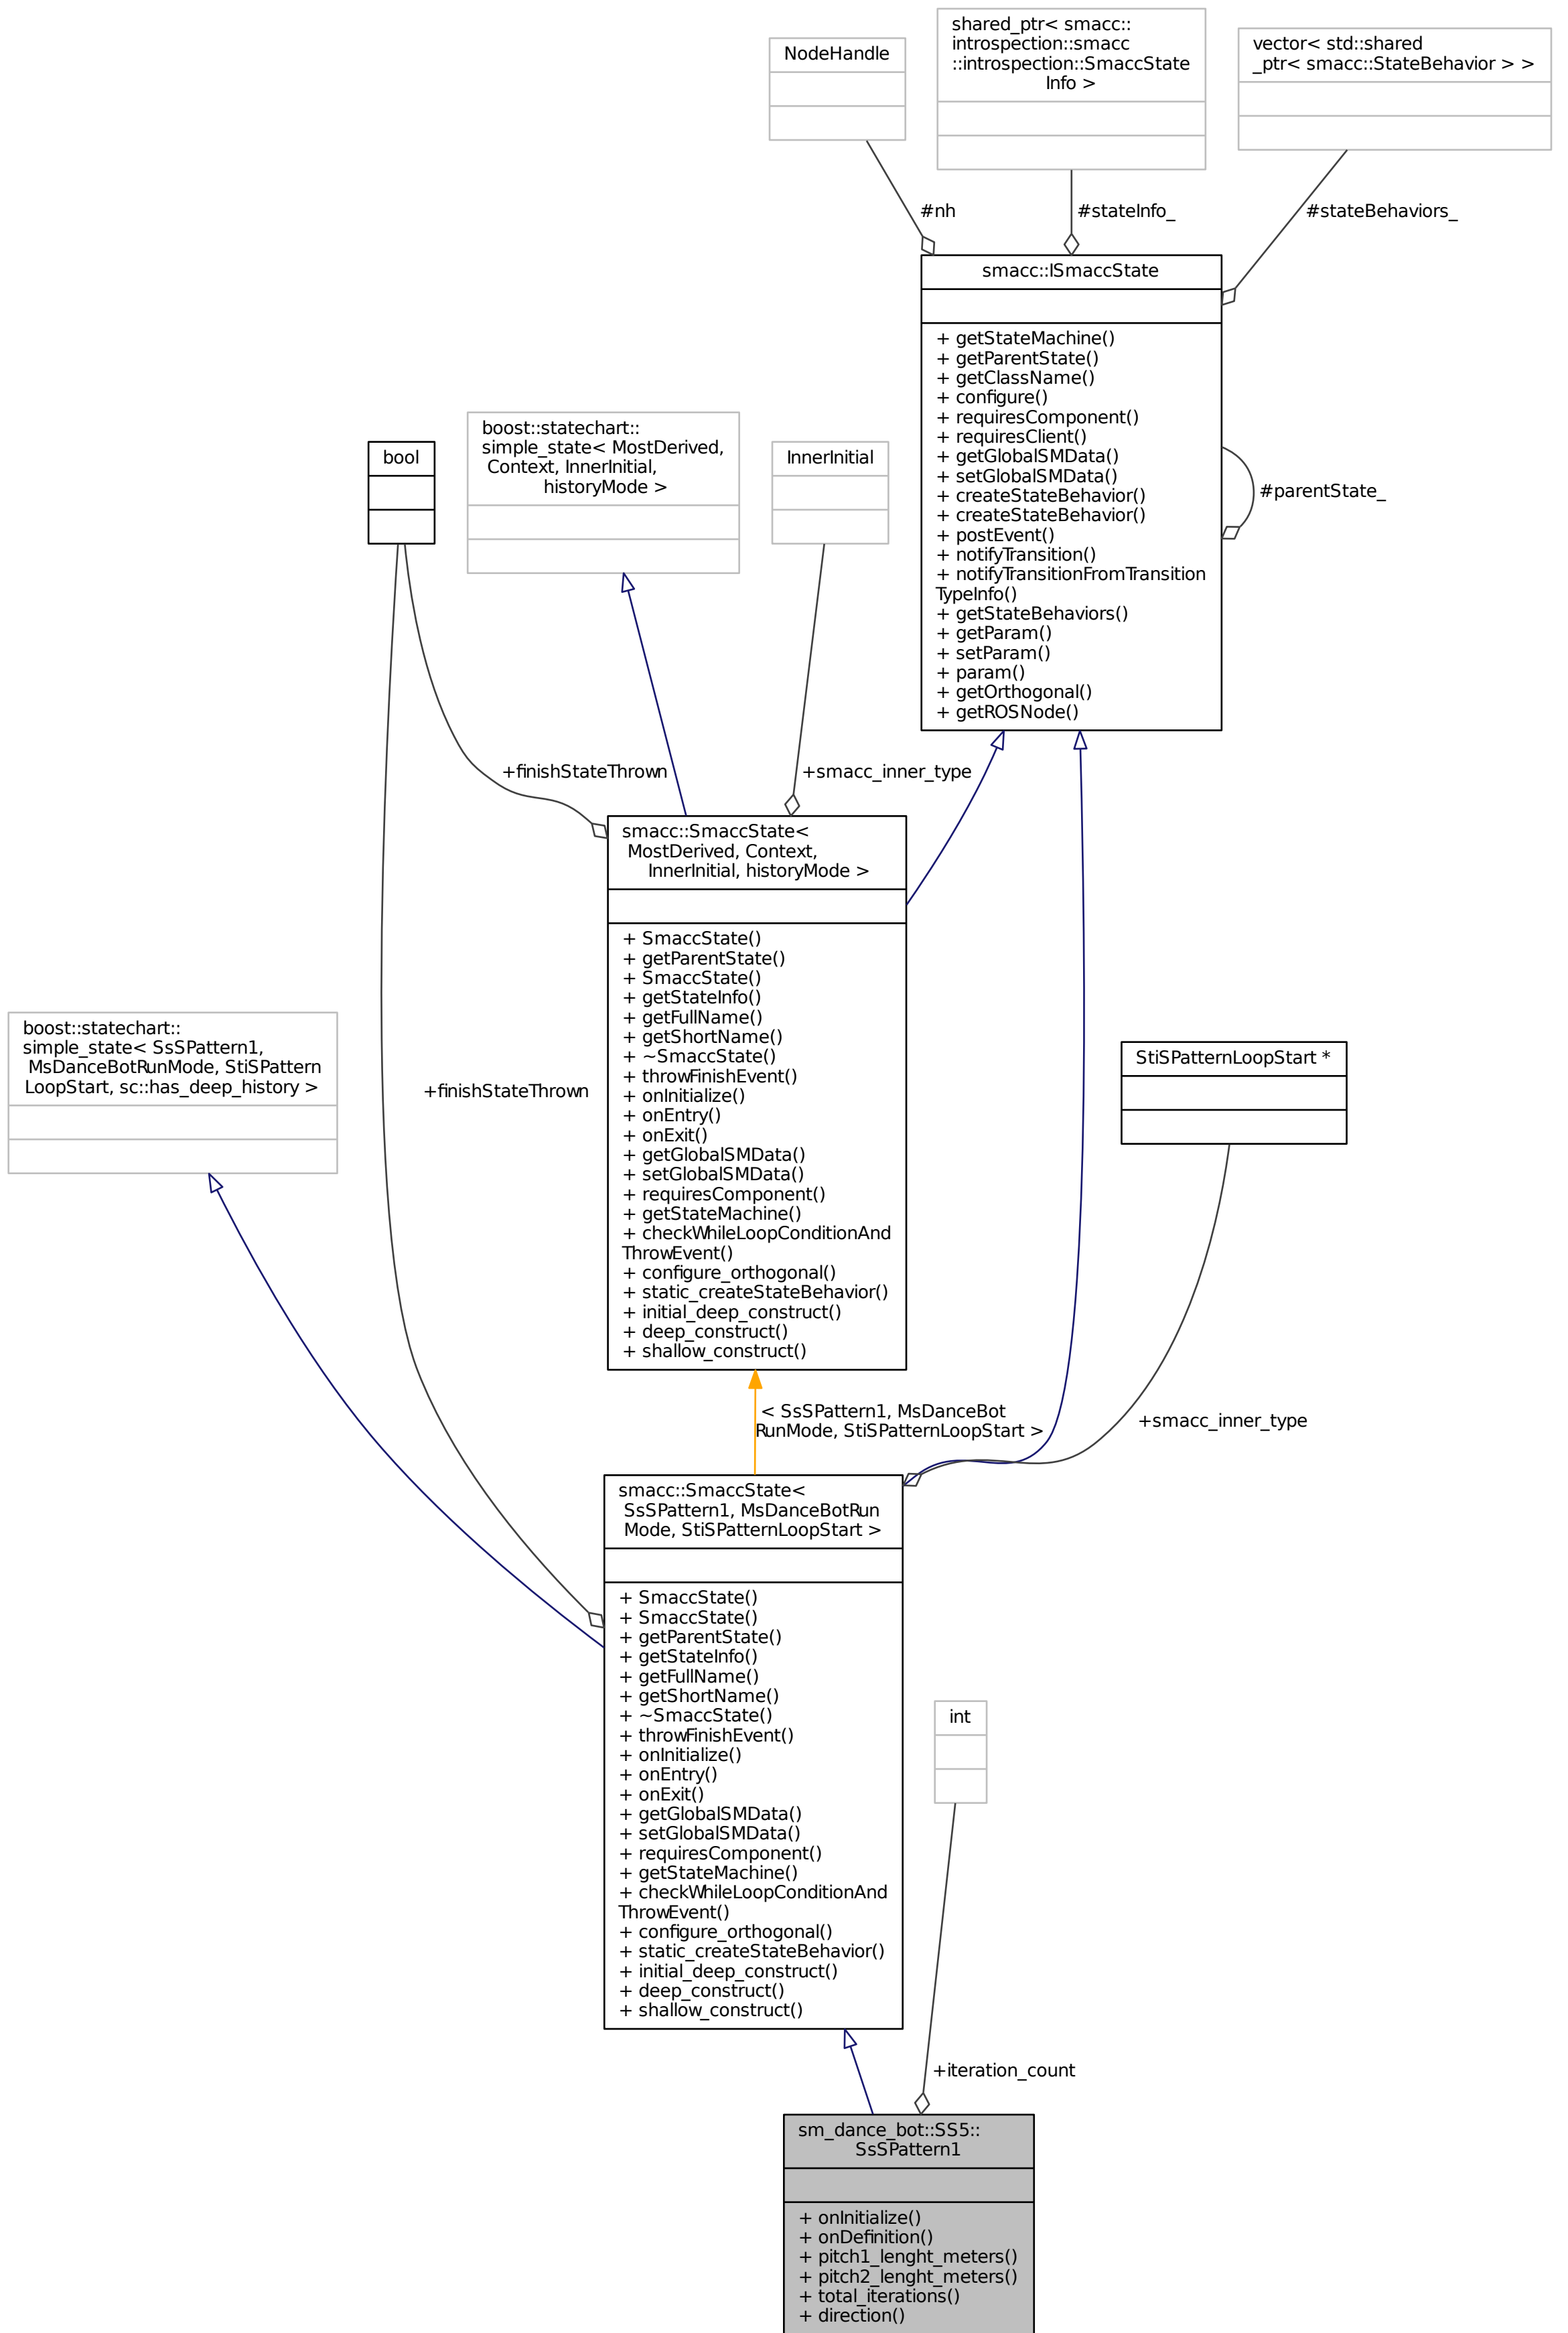 NodeHandle
shared_ptr< smacc::
introspection::smacc
::introspection::SmaccState
Info >
vector< std::shared
_ptr< smacc::StateBehavior > >
#nh
#stateInfo_
#stateBehaviors_
smacc::ISmaccState
+ getStateMachine()
+ getParentState()
+ getClassName()
+ configure()
+ requiresComponent()
+ requiresClient()
+ getGlobalSMData()
+ setGlobalSMData()
+ createStateBehavior()
+ createStateBehavior()
+ postEvent()
+ notifyTransition()
+ notifyTransitionFromTransition
TypeInfo()
+ getStateBehaviors()
+ getParam()
+ setParam()
+ param()
+ getOrthogonal()
+ getROSNode()
#parentState_
bool
boost::statechart::
simple_state< MostDerived,
Context, InnerInitial,
historyMode >
InnerInitial
+finishStateThrown
+smacc_inner_type
smacc::SmaccState<
MostDerived, Context,
InnerInitial, historyMode >
+ SmaccState()
+ getParentState()
+ SmaccState()
+ getStateInfo()
+ getFullName()
+ getShortName()
+ ~SmaccState()
+ throwFinishEvent()
+ onInitialize()
+ onEntry()
+ onExit()
+ getGlobalSMData()
+ setGlobalSMData()
+ requiresComponent()
+ getStateMachine()
+ checkWhileLoopConditionAnd
ThrowEvent()
+ configure_orthogonal()
+ static_createStateBehavior()
+ initial_deep_construct()
+ deep_construct()
+ shallow_construct()
boost::statechart::
simple_state< SsSPattern1,
MsDanceBotRunMode, StiSPattern
LoopStart, sc::has_deep_history >
+finishStateThrown
StiSPatternLoopStart *
< SsSPattern1, MsDanceBot
RunMode, StiSPatternLoopStart >
+smacc_inner_type
smacc::SmaccState<
SsSPattern1, MsDanceBotRun
Mode, StiSPatternLoopStart >
+ SmaccState()
+ SmaccState()
+ getParentState()
+ getStateInfo()
+ getFullName()
+ getShortName()
+ ~SmaccState()
+ throwFinishEvent()
+ onInitialize()
+ onEntry()
+ onExit()
+ getGlobalSMData()
+ setGlobalSMData()
+ requiresComponent()
+ getStateMachine()
+ checkWhileLoopConditionAnd
ThrowEvent()
+ configure_orthogonal()
+ static_createStateBehavior()
+ initial_deep_construct()
+ deep_construct()
+ shallow_construct()
int
+iteration_count
sm_dance_bot::SS5::
SsSPattern1
+ onInitialize()
+ onDefinition()
+ pitch1_lenght_meters()
+ pitch2_lenght_meters()
+ total_iterations()
+ direction()